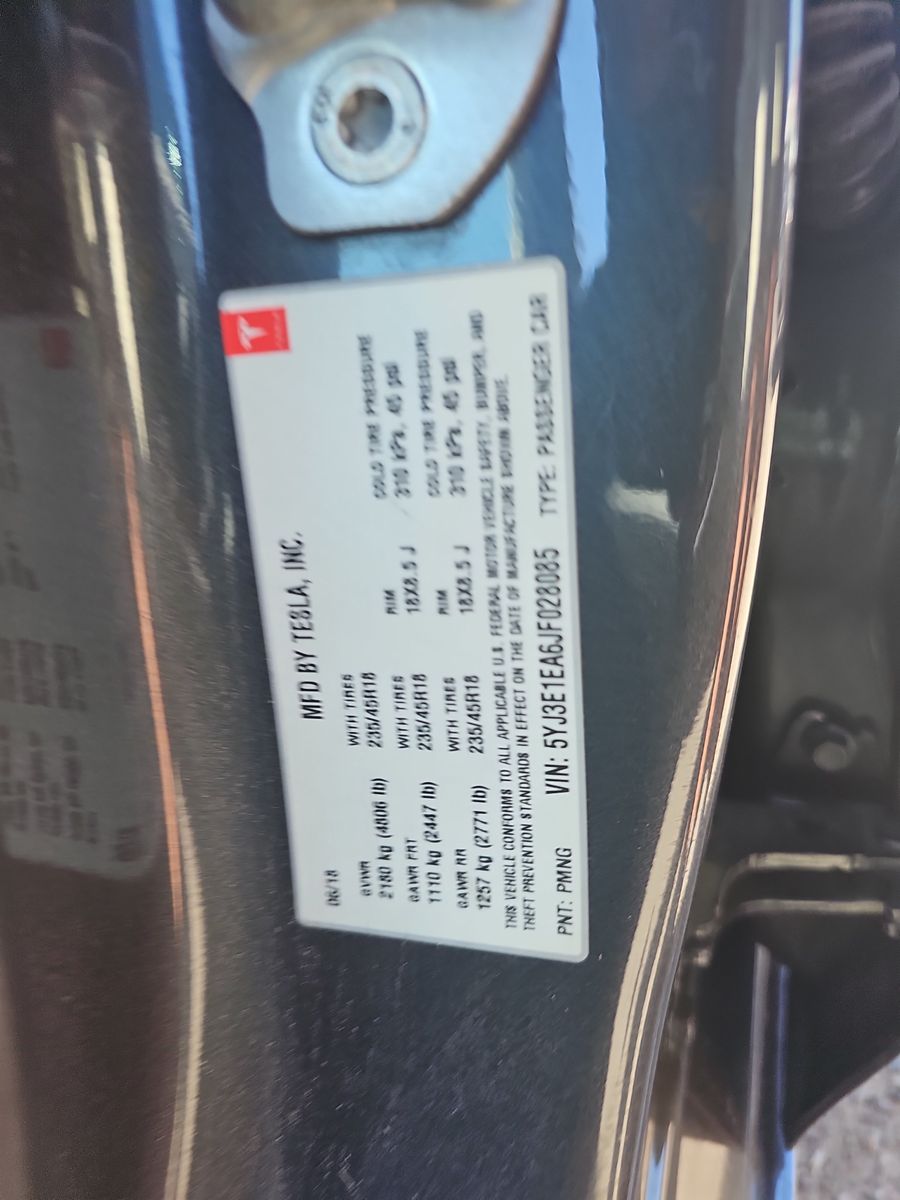 MFD BY TESLA, INC.
06/18
GVWR WITH TIRES
2180 kg (4806 lb) 235/45R18
GAWR FRT WITH TIRES RIM COLD TIRE PRESSURE
1110 kg (2447 lb) 235/45R18 18X8.5 J 310 kPa, 45 psi
GAWR RR WITH TIRES RIM COLD TIRE PRESSURE
1257 kg (2771 lb) 235/45R18 18X8.5 J 310 kPa, 45 psi
THIS VEHICLE CONFORMS TO ALL APPLICABLE U.S. FEDERAL MOTOR VEHICLE SAFETY, BUMPER, AND
THEFT PREVENTION STANDARDS IN EFFECT ON THE DATE OF MANUFACTURE SHOWN ABOVE.
PNT: PMNG VIN: 5YJ3E1EA6JF028085 TYPE: PASSENGER CAR